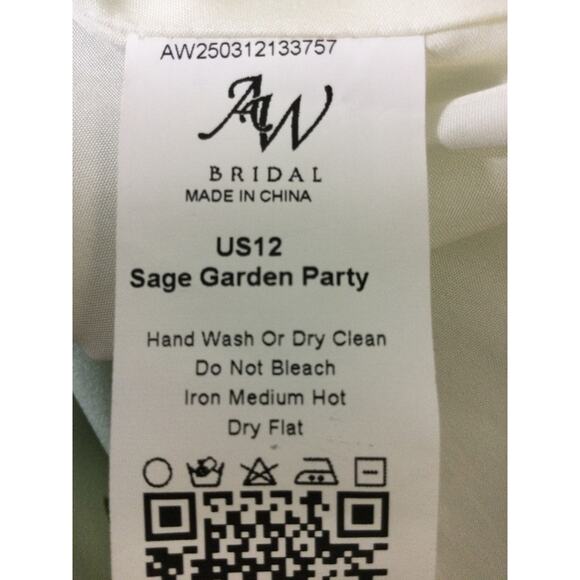 AW250312133757
AW
BRIDAL
MADE IN CHINA
US12
Sage Garden Party
Hand Wash Or Dry Clean
Do Not Bleach
Iron Medium Hot
Dry Flat